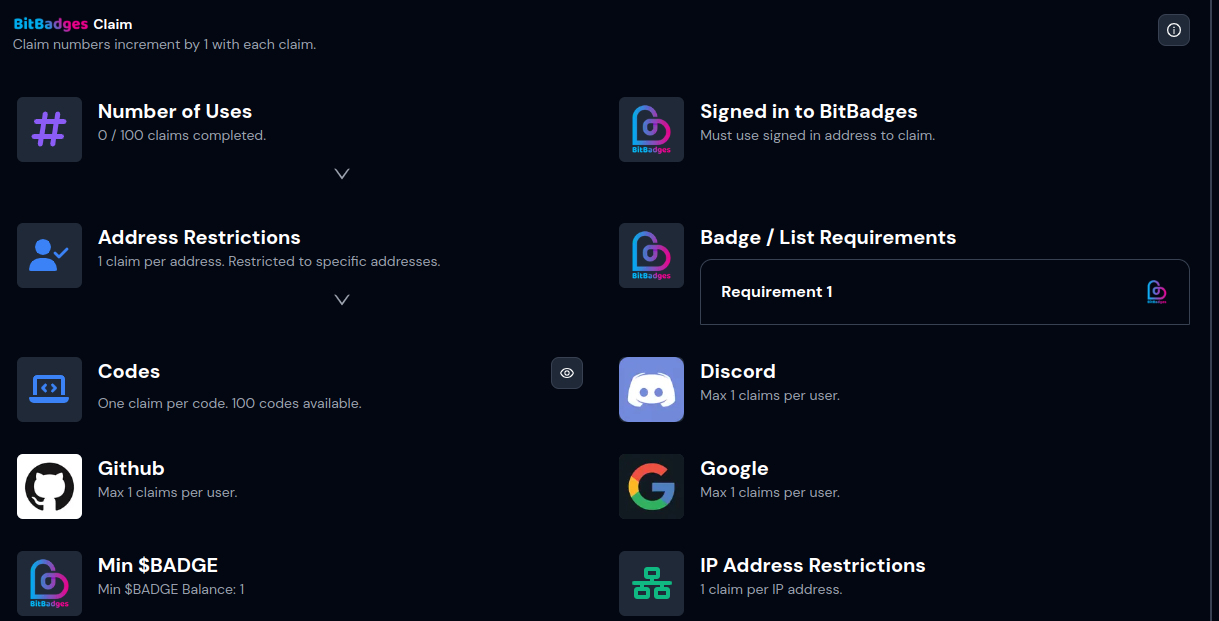 BitBadges Claim
Claim numbers increment by 1 with each claim.
Number of Uses
0 / 100 claims completed.
BitBadges
Signed in to BitBadges
Must use signed in address to claim.
Address Restrictions
1 claim per address. Restricted to specific addresses.
BitBadges
Badge / List Requirements
Requirement 1
BitBadges
Codes
One claim per code. 100 codes available.
Discord
Max 1 claims per user.
Github
Max 1 claims per user.
Google
Max 1 claims per user.
BitBadges
Min $BADGE
Min $BADGE Balance: 1
IP Address Restrictions
1 claim per IP address.